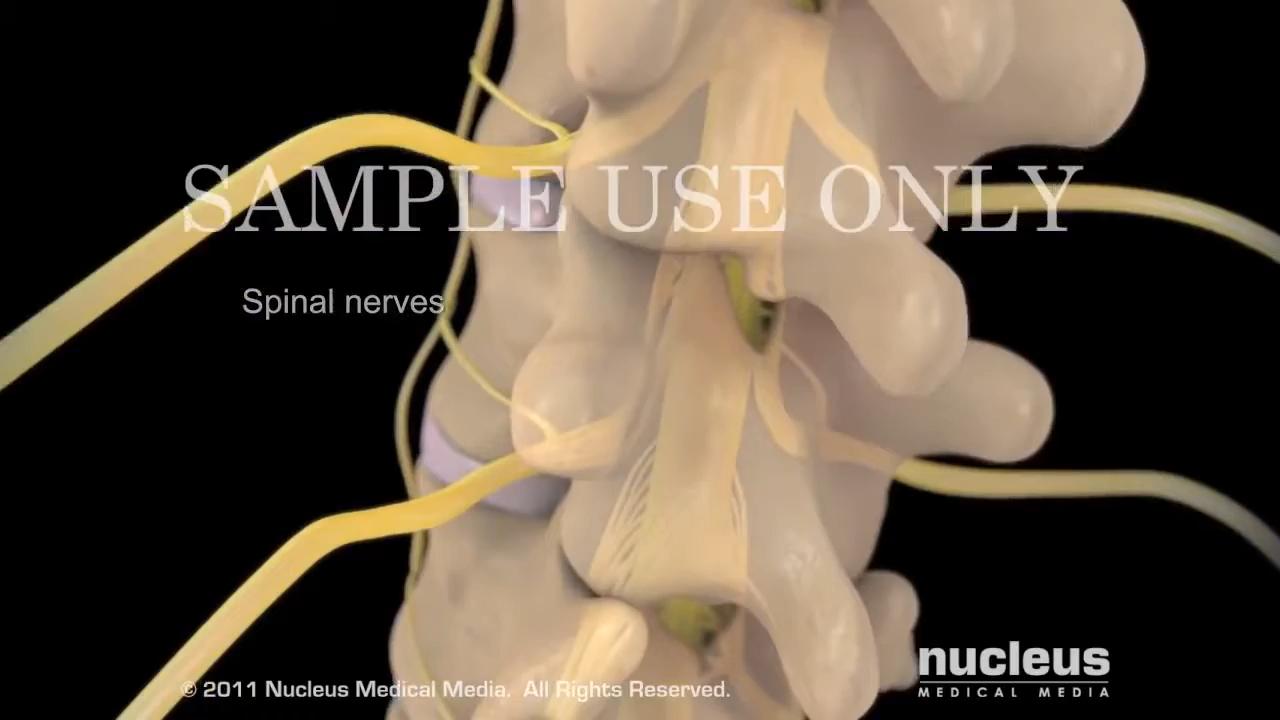 SAMPLE USE ONLY
Spinal nerves
nucleus
MEDICAL MEDIA
© 2011 Nucleus Medical Media. All Rights Reserved.